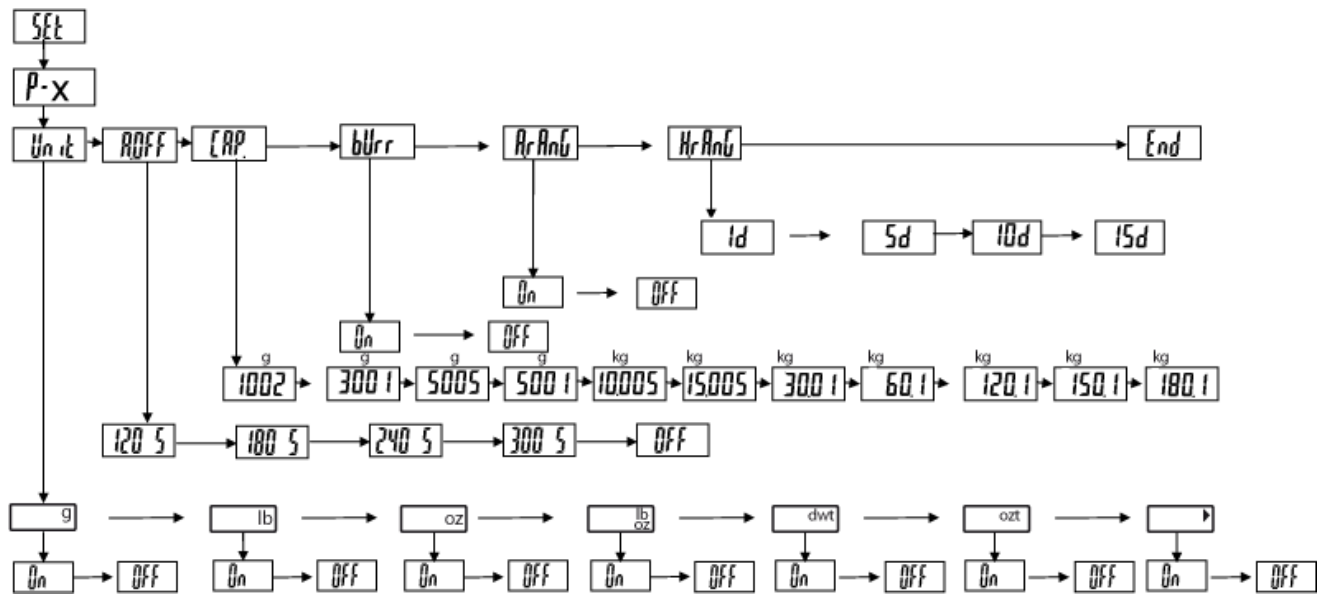 SEt
P-X
Unit A.OFF CAP. bUrr A.rAnG H.rAnG End
1d 5d 10d 15d
On OFF
On OFF
g g g g kg kg kg kg kg kg kg
1002 3001 5005 5001 10.005 15.005 30.01 60.1 120.1 150.1 180.1
120 S 180 S 240 S 300 S OFF
g lb oz lb oz dwt ozt
On OFF On OFF On OFF On OFF On OFF On OFF On OFF